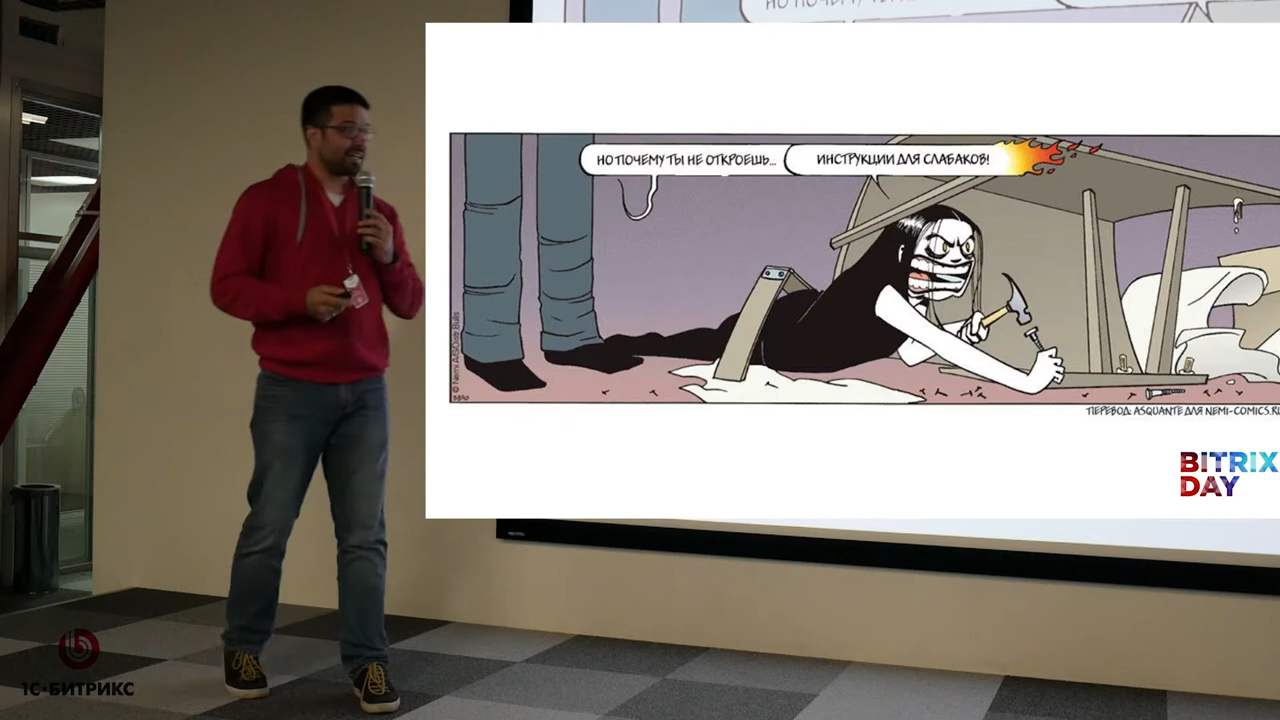 НО ПОЧЕМУ ТЫ НЕ ОТКРОЕШЬ...
ИНСТРУКЦИИ ДЛЯ СЛАБАКОВ!
ПЕРЕВОД: ASQUANTE ДЛЯ NEMI-COMICS.RU
BITRIX
DAY
1С-БИТРИКС